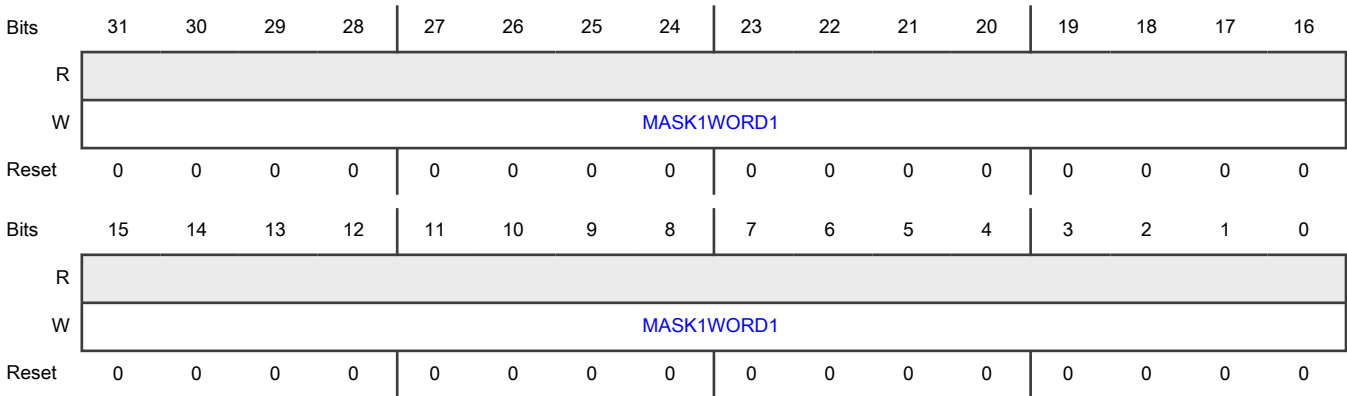 Bits 31 30 29 28 27 26 25 24 23 22 21 20 19 18 17 16
R
W MASK1WORD1
Reset 0 0 0 0 0 0 0 0 0 0 0 0 0 0 0 0
Bits 15 14 13 12 11 10 9 8 7 6 5 4 3 2 1 0
R
W MASK1WORD1
Reset 0 0 0 0 0 0 0 0 0 0 0 0 0 0 0 0